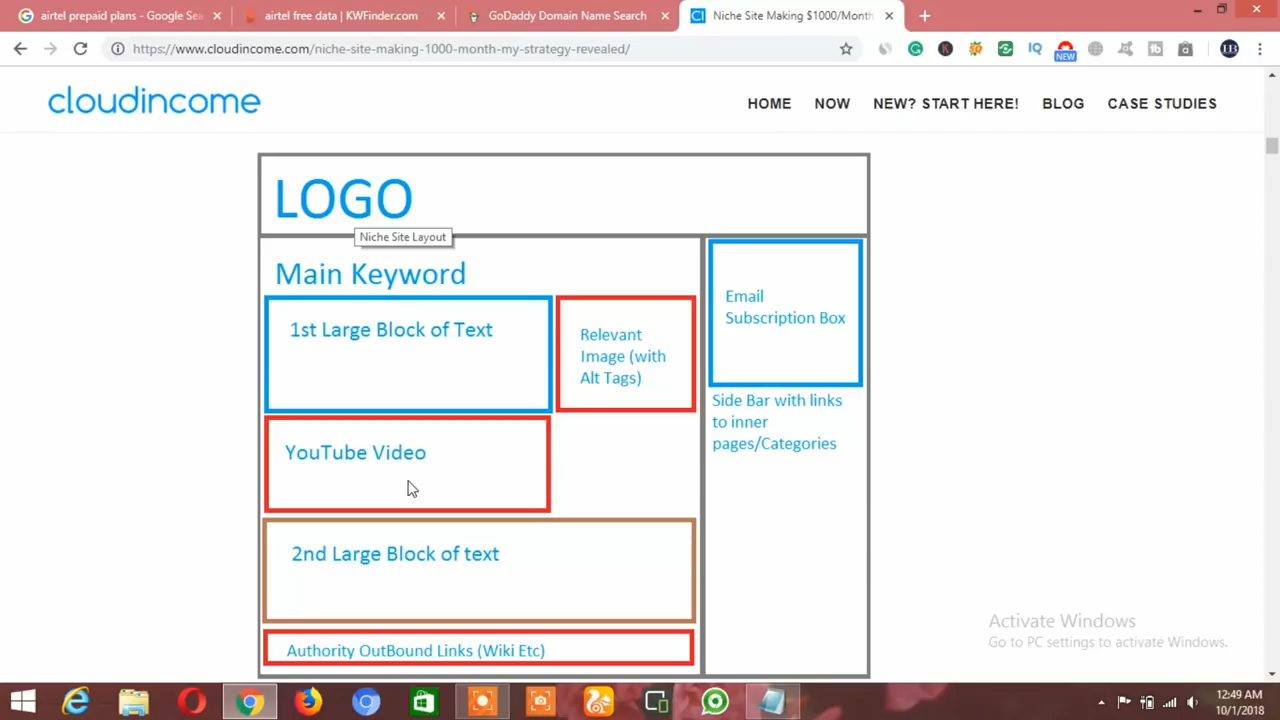 airtel prepaid plans - Google Sea
airtel free data | KWFinder.com
GoDaddy Domain Name Search
Niche Site Making $1000/Month
https://www.cloudincome.com/niche-site-making-1000-month-my-strategy-revealed/
IQ
NEW
cloudincome
HOME NOW NEW? START HERE! BLOG CASE STUDIES
LOGO
Niche Site Layout
Main Keyword
1st Large Block of Text
Relevant
Image (with
Alt Tags)
YouTube Video
2nd Large Block of text
Authority OutBound Links (Wiki Etc)
Email
Subscription Box
Side Bar with links
to inner
pages/Categories
Activate Windows
Go to PC settings to activate Windows.
12:49 AM
10/1/2018